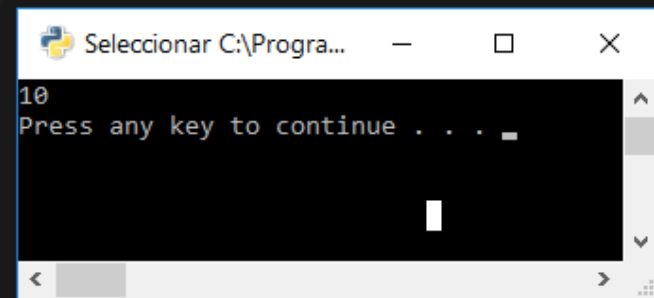 Seleccionar C:\Progra...
10
Press any key to continue . . .